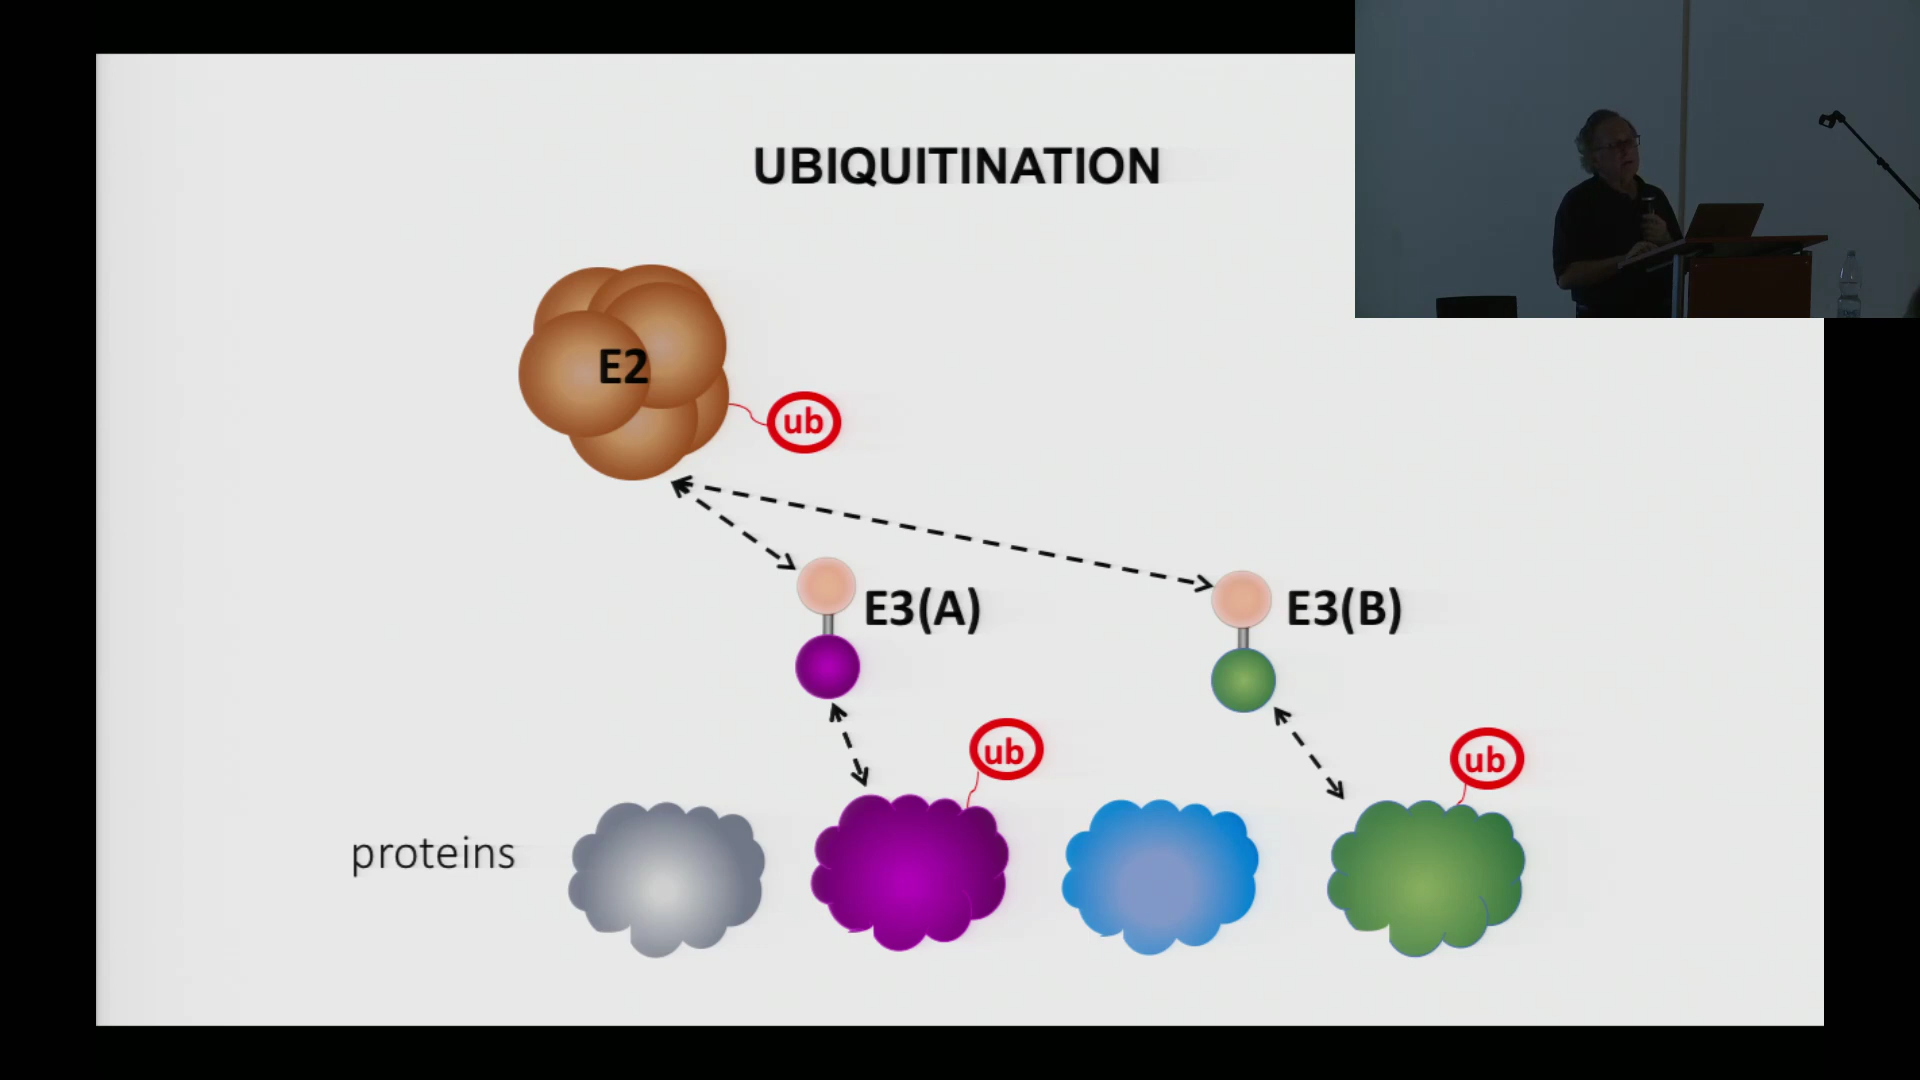 UBIQUITINATION
E2
ub
E3(A)
E3(B)
ub
ub
proteins